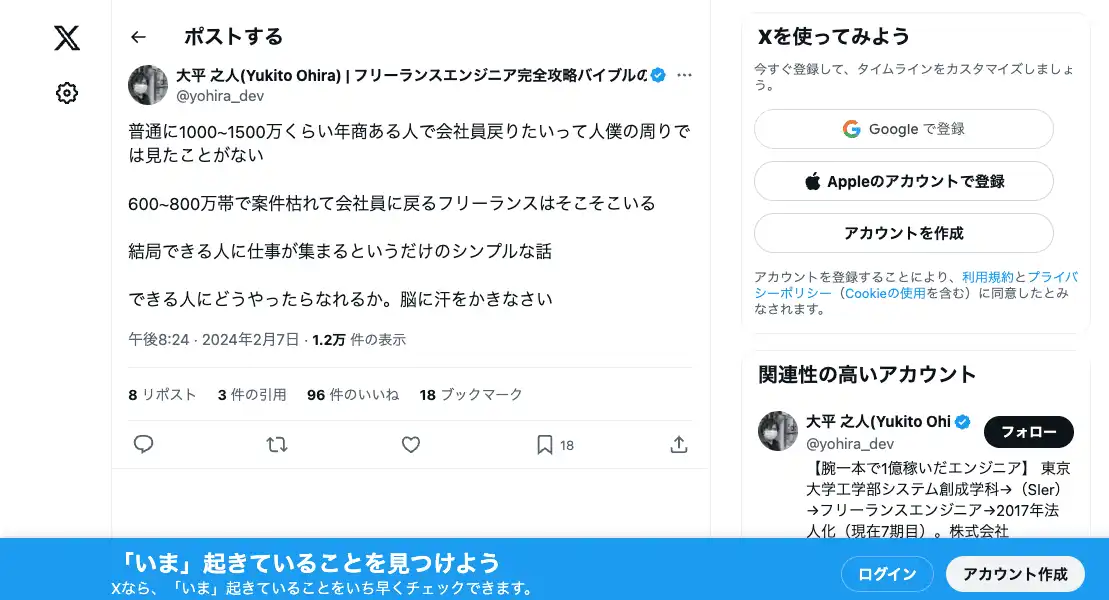 ポストする
大平 之人(Yukito Ohira) | フリーランスエンジニア完全攻略バイブルの
@yohira_dev
普通に1000~1500万くらい年商ある人で会社員戻りたいって人僕の周りで
は見たことがない
600~800万帯で案件枯れて会社員に戻るフリーランスはそこそこいる
結局できる人に仕事が集まるというだけのシンプルな話
できる人にどうやったらなれるか。脳に汗をかきなさい
午後8:24 · 2024年2月7日 · 1.2万 件の表示
8 リポスト 3 件の引用 96 件のいいね 18 ブックマーク
18
Xを使ってみよう
今すぐ登録して、タイムラインをカスタマイズしましょ
う。
Google で登録
Appleのアカウントで登録
アカウントを作成
アカウントを登録することにより、利用規約とプライバ
シーポリシー（Cookieの使用を含む）に同意したとみ
なされます。
関連性の高いアカウント
大平 之人(Yukito Ohi
@yohira_dev
フォロー
【腕一本で1億稼いだエンジニア】 東京
大学工学部システム創成学科→（SIer）
→フリーランスエンジニア→2017年法
人化（現在7期目）。株式会社
「いま」起きていることを見つけよう
Xなら、「いま」起きていることをいち早くチェックできます。
ログイン
アカウント作成